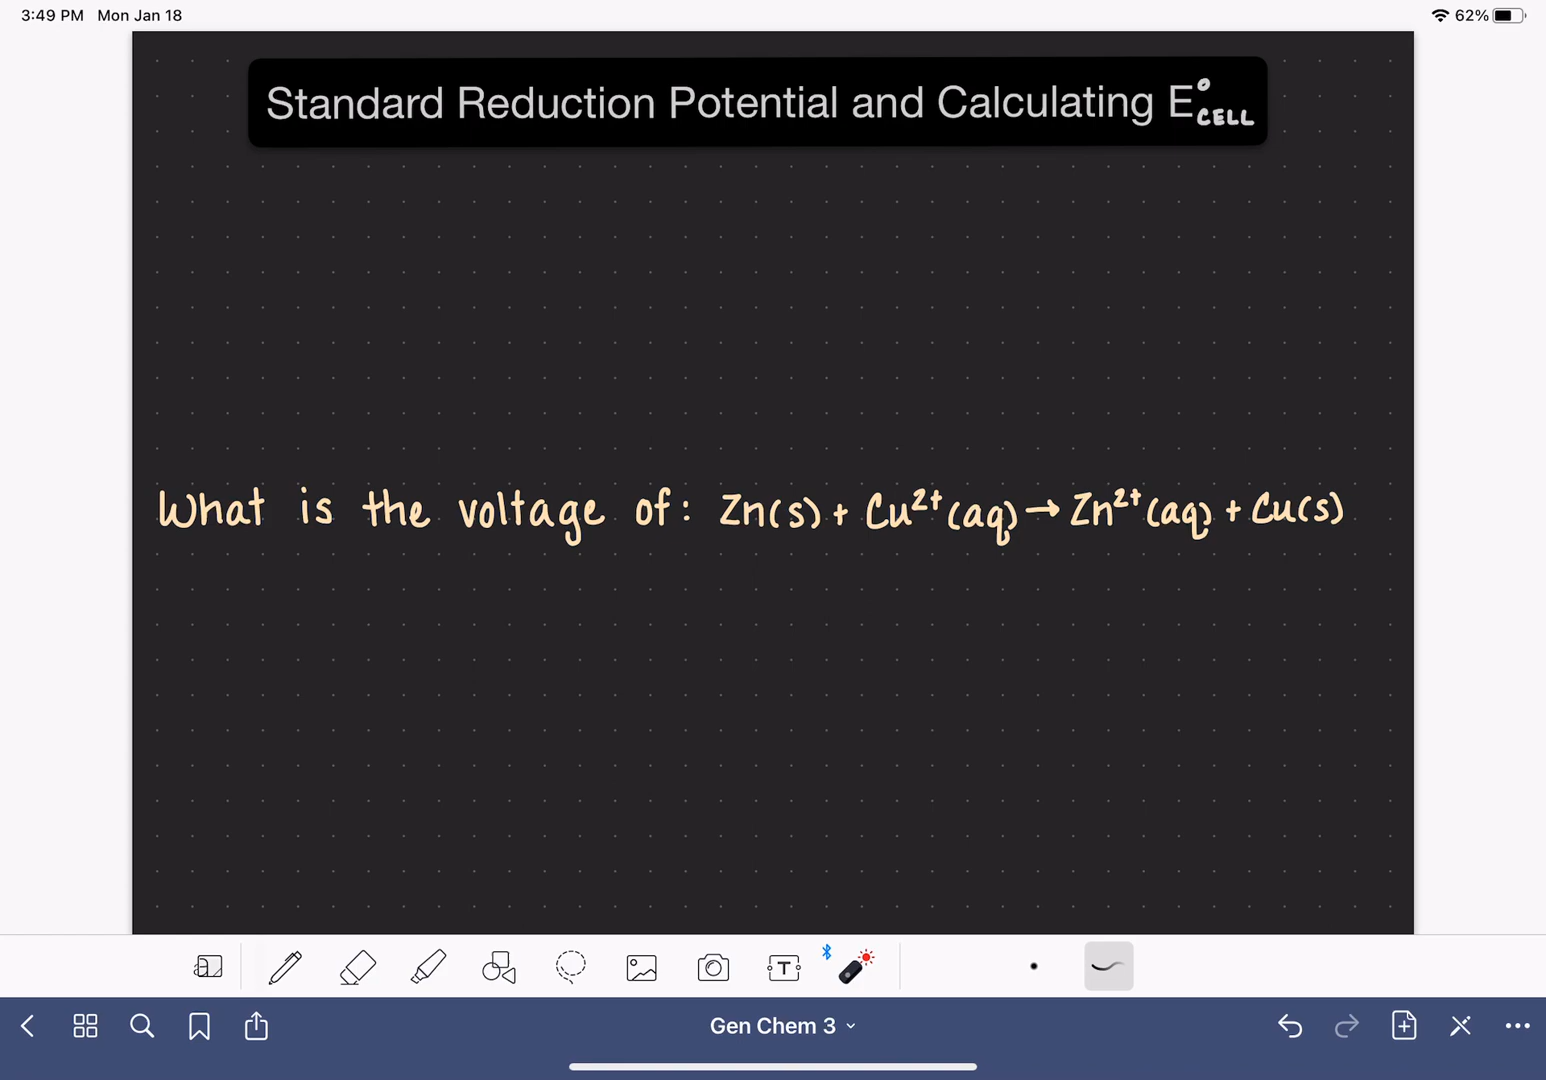 3:49 PM Mon Jan 18
62%
Standard Reduction Potential and Calculating E°CELL
What is the voltage of: Zn(s) + Cu²⁺(aq) → Zn²⁺(aq) + Cu(s)
T
Gen Chem 3